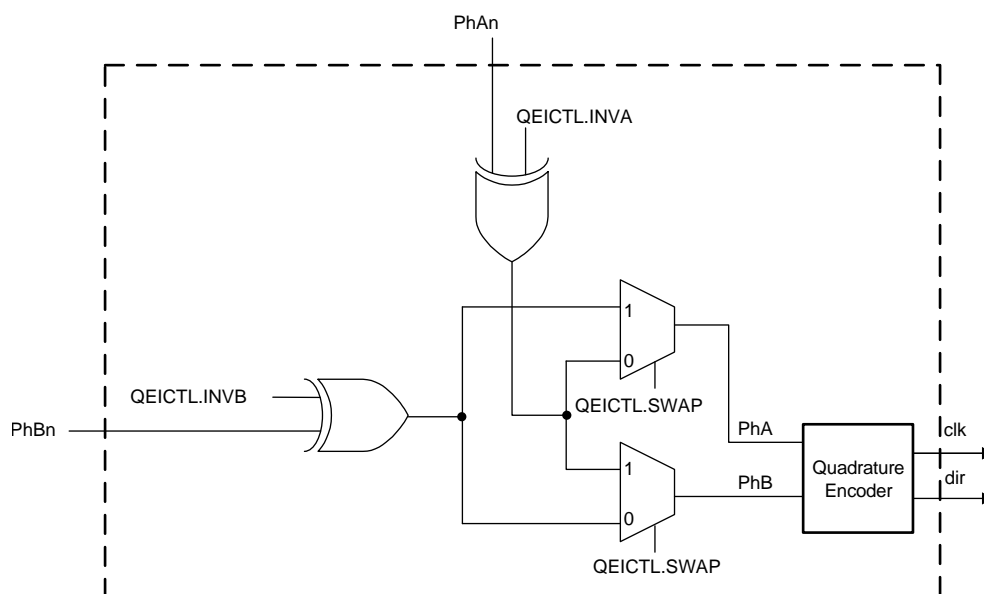 PhAn
QEICTL.INVA
1
0
QEICTL.INVB
QEICTL.SWAP
PhBn
PhA
clk
Quadrature
Encoder
1
PhB
dir
0
QEICTL.SWAP